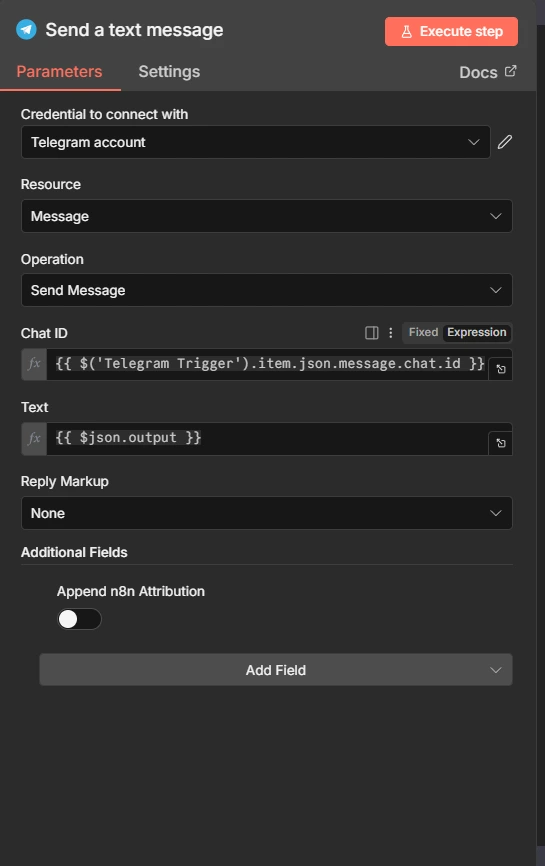 Send a text message
Execute step
Parameters
Settings
Docs
Credential to connect with
Telegram account
Resource
Message
Operation
Send Message
Chat ID
Fixed
Expression
fx
{{ $('Telegram Trigger').item.json.message.chat.id }}
Text
fx
{{ $json.output }}
Reply Markup
None
Additional Fields
Append n8n Attribution
Add Field